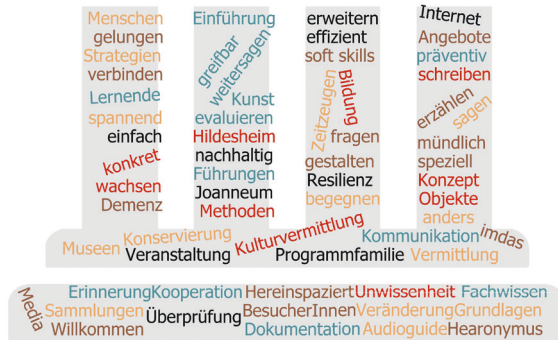 Menschen
gelungen
Strategien
verbinden
Lernende
spannend
einfach
konkret
wachsen
Demenz
Einführung
greifbar
weitersagen
Kunst
evaluieren
Hildesheim
nachhaltig
Führungen
Joanneum
Methoden
erweitern
effizient
soft skills
Zeitzeugen
Bildung
fragen
gestalten
Resilienz
begegnen
Internet
Angebote
präventiv
schreiben
erzählen
sagen
mündlich
speziell
Konzept
Objekte
anders
Museen
Konservierung
Veranstaltung
Kulturvermittlung
Programmfamilie
Kommunikation
Vermittlung
imdas
Media
Erinnerung Kooperation Hereinspaziert Unwissenheit Fachwissen
Sammlungen Überprüfung BesucherInnen Veränderung Grundlagen
Willkommen Dokumentation Audioguide Hearonymus